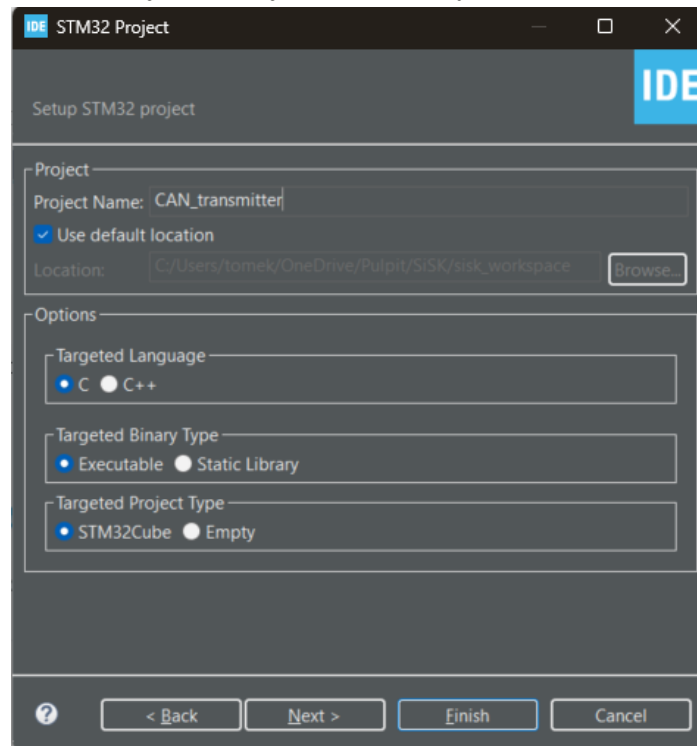 IDE STM32 Project
IDE
Setup STM32 project
Project
Project Name: CAN_transmitter
Use default location
Location: C:/Users/tomek/OneDrive/Pulpit/SiSK/sisk_workspace Browse...
Options
Targeted Language
C C++
Targeted Binary Type
Executable Static Library
Targeted Project Type
STM32Cube Empty
? < Back Next > Finish Cancel